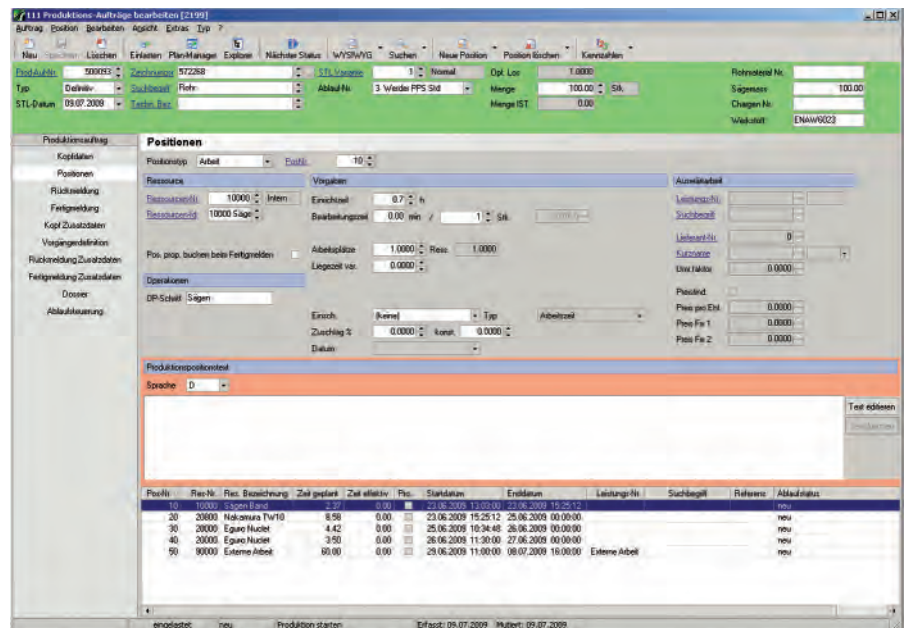 111 Produktions-Aufträge bearbeiten [2199]
Auftrag Position Bearbeiten Ansicht Extras Typ ?
Neu Speichern Löschen Einlasten Plan-Manager Explorer Nächster Status WYSIWYG Suchen Neue Position Position löschen Kennzahlen
Prod-Auf-Nr. 500093 Zeichnungs 572268 STL Variante 1 Normal Opt. Los 1.0000 Rohmaterial Nr.
Typ Definitiv Suchbegriff Rohr Ablauf-Nr. 3 Werder PPS Std Menge 100.00 Stk. Sägemass 100.00
STL-Datum 09.07.2009 Techn. Bez. Menge IST 0.00 Chargen Nr.
Werkstoff ENAW6023
Produktionsauftrag
Kopfdaten
Positionen
Rückmeldung
Fertigmeldung
Kopf Zusatzdaten
Vorgängerdefinition
Rückmeldung Zusatzdaten
Fertigmeldung Zusatzdaten
Dossier
Ablaufsteuerung
Positionen
Positionstyp Arbeit PosNr. 10
Ressource Vorgaben Auswärtsarbeit
Ressourcen-Nr. 10000 Intern Einrichtzeit 0.7 h Leistungs-Nr.
Ressourcen-Id 10000 Säge Bearbeitungszeit 0.00 min / 1 Stk. Suchbegriff
Lieferant-Nr. 0
Pos. prop. buchen beim Fertigmelden Arbeitsplätze 1.0000 Ress. 1.0000 Kurzname
Liegezeit var. 0.0000 Umr.faktor 0.0000
Operationen
OP-Schritt Sägen Preisfind.
Einsch. (keine) Typ Arbeitszeit Preis pro Einh. 0.0000
Zuschlag % 0.0000 konst. 0.0000 Preis Fix 1 0.0000
Datum Preis Fix 2 0.0000
Produktionspositionstext
Sprache D
Text editieren
Pos-Nr. Res-Nr. Res. Bezeichnung Zeit geplant Zeit effektiv Pio. Startdatum Enddatum Leistungs-Nr. Suchbegriff Referenz Ablaufstatus
10 10000 Sägen Band 2.37 0.00 23.06.2009 13:03:00 23.06.2009 15:25:12 neu
20 20800 Nakamura TW10 8.58 0.00 23.06.2009 15:25:12 25.06.2009 00:00:00 neu
30 20000 Eguro Nuclet 4.42 0.00 25.06.2009 10:34:48 26.06.2009 00:00:00 neu
40 20000 Eguro Nuclet 3.50 0.00 26.06.2009 11:30:00 27.06.2009 00:00:00 neu
50 90000 Externe Arbeit 60.00 0.00 29.06.2009 11:00:00 08.07.2009 16:00:00 Externe Arbeit neu
eingelastet neu Produktion starten Erfasst: 09.07.2009 Mutiert: 09.07.2009